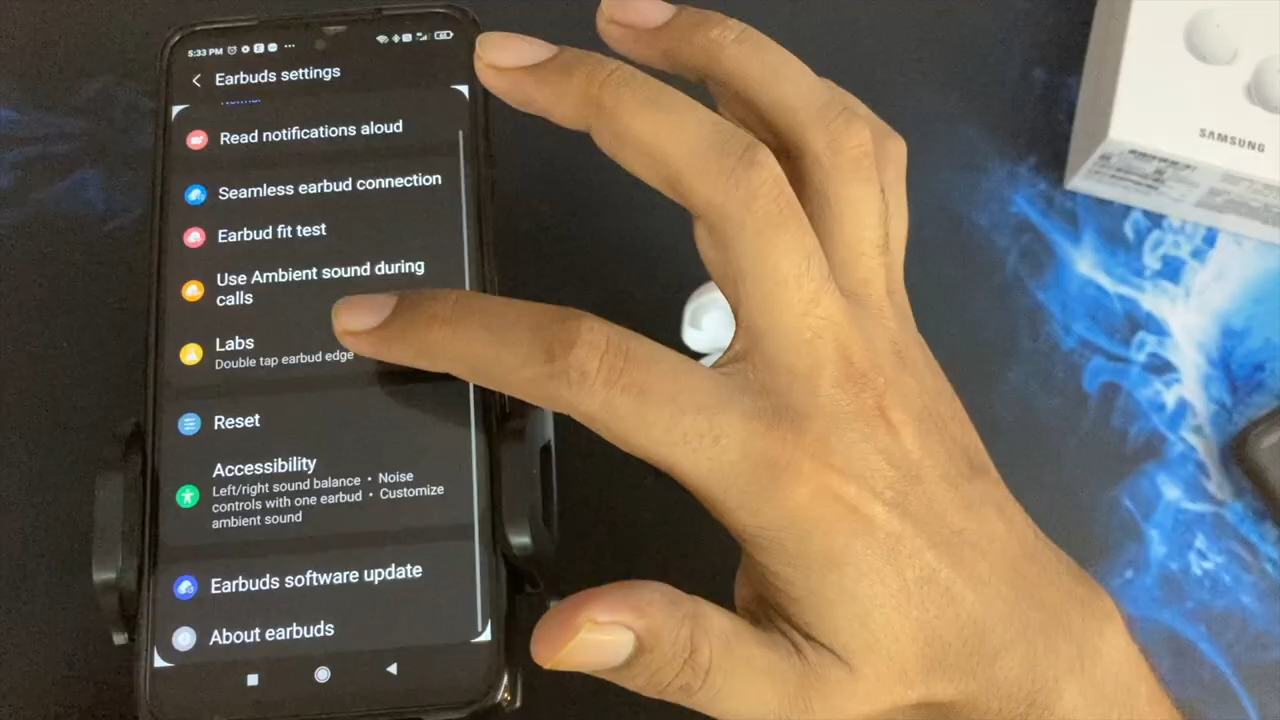 5:33 PM
Earbuds settings
Normal
Read notifications aloud
Seamless earbud connection
Earbud fit test
Use Ambient sound during
calls
Labs
Double tap earbud edge
Reset
Accessibility
Left/right sound balance • Noise
controls with one earbud • Customize
ambient sound
Earbuds software update
About earbuds
SAMSUNG